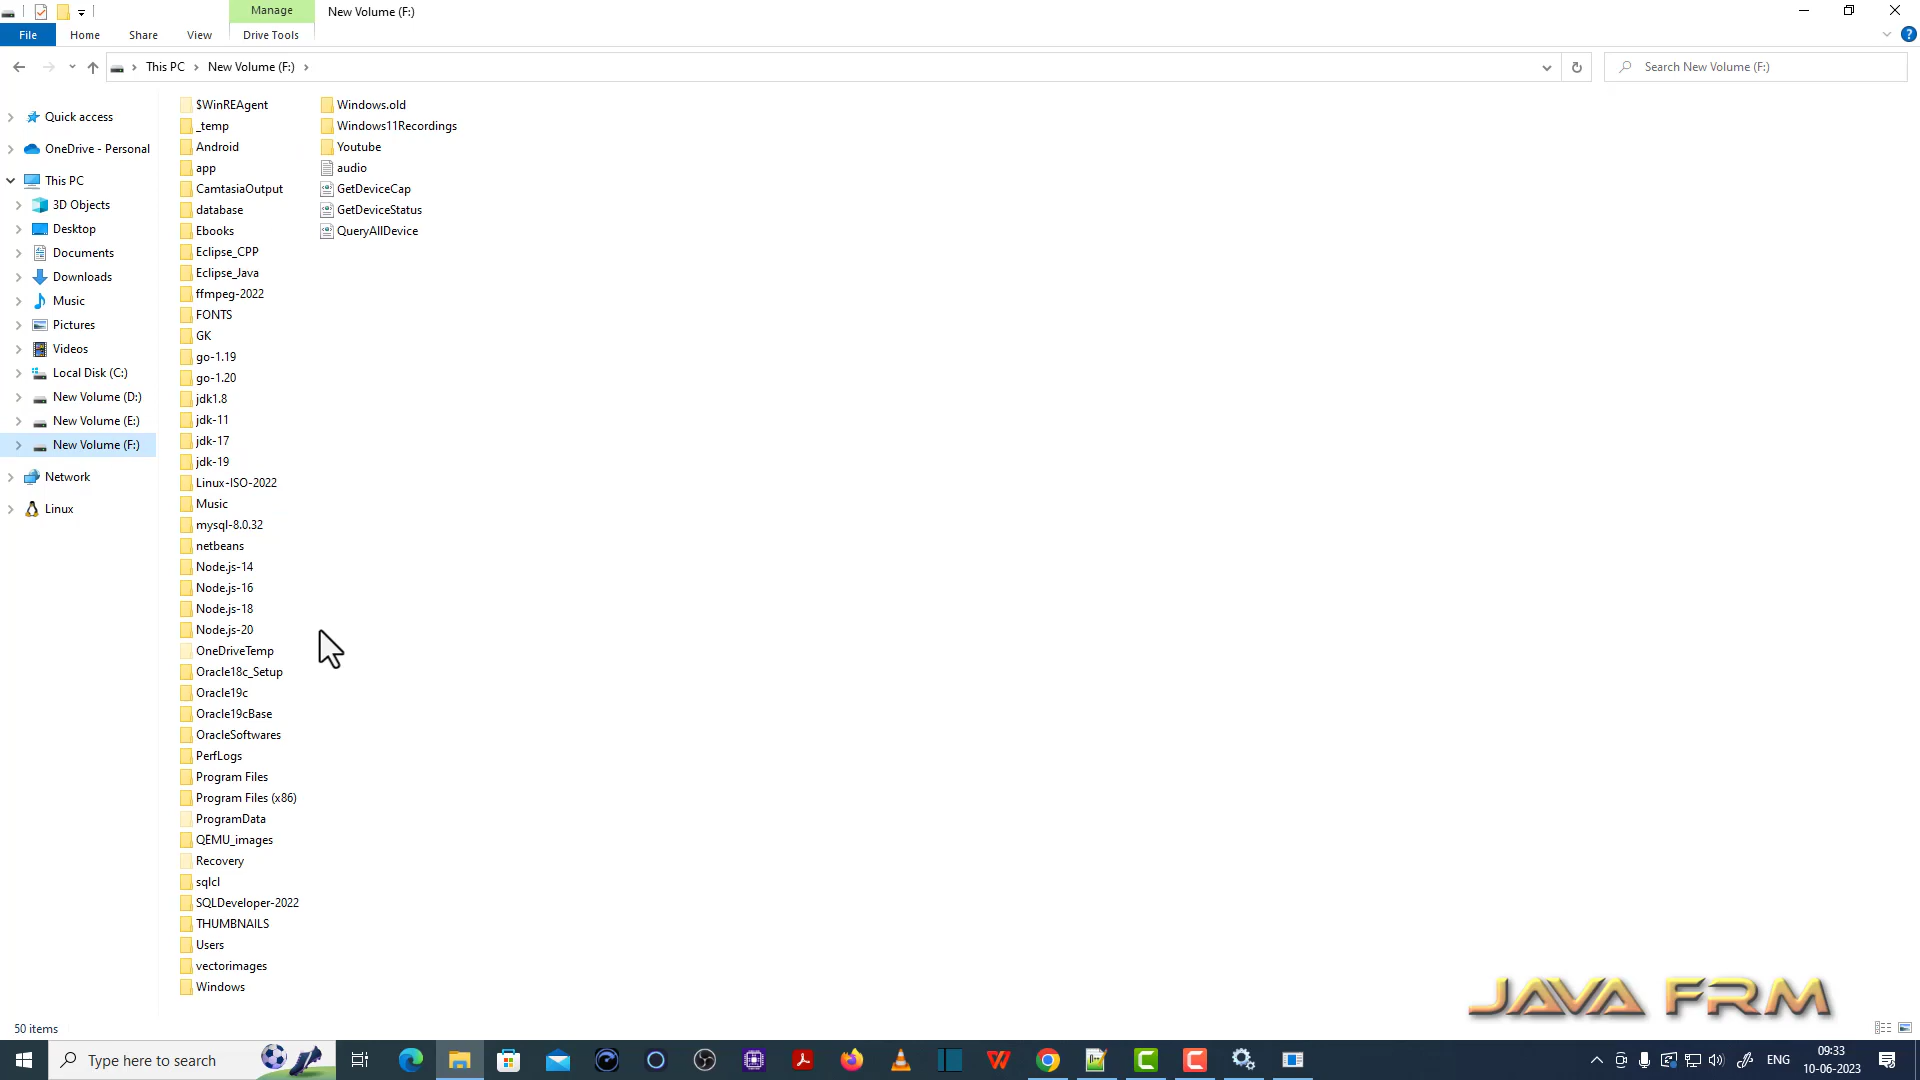 Manage
New Volume (F:)
File
Home
Share
View
Drive Tools
This PC
New Volume (F:)
Search New Volume (F:)
Quick access
OneDrive - Personal
This PC
3D Objects
Desktop
Documents
Downloads
Music
Pictures
Videos
Local Disk (C:)
New Volume (D:)
New Volume (E:)
New Volume (F:)
Network
Linux
$WinREAgent
_temp
Android
app
CamtasiaOutput
database
Ebooks
Eclipse_CPP
Eclipse_Java
ffmpeg-2022
FONTS
GK
go-1.19
go-1.20
jdk1.8
jdk-11
jdk-17
jdk-19
Linux-ISO-2022
Music
mysql-8.0.32
netbeans
Node.js-14
Node.js-16
Node.js-18
Node.js-20
OneDriveTemp
Oracle18c_Setup
Oracle19c
Oracle19cBase
OracleSoftwares
PerfLogs
Program Files
Program Files (x86)
ProgramData
QEMU_images
Recovery
sqlcl
SQLDeveloper-2022
THUMBNAILS
Users
vectorimages
Windows
Windows.old
Windows11Recordings
Youtube
audio
GetDeviceCap
GetDeviceStatus
QueryAllDevice
JAVA FRM
50 items
Type here to search
ENG
09:33
10-06-2023